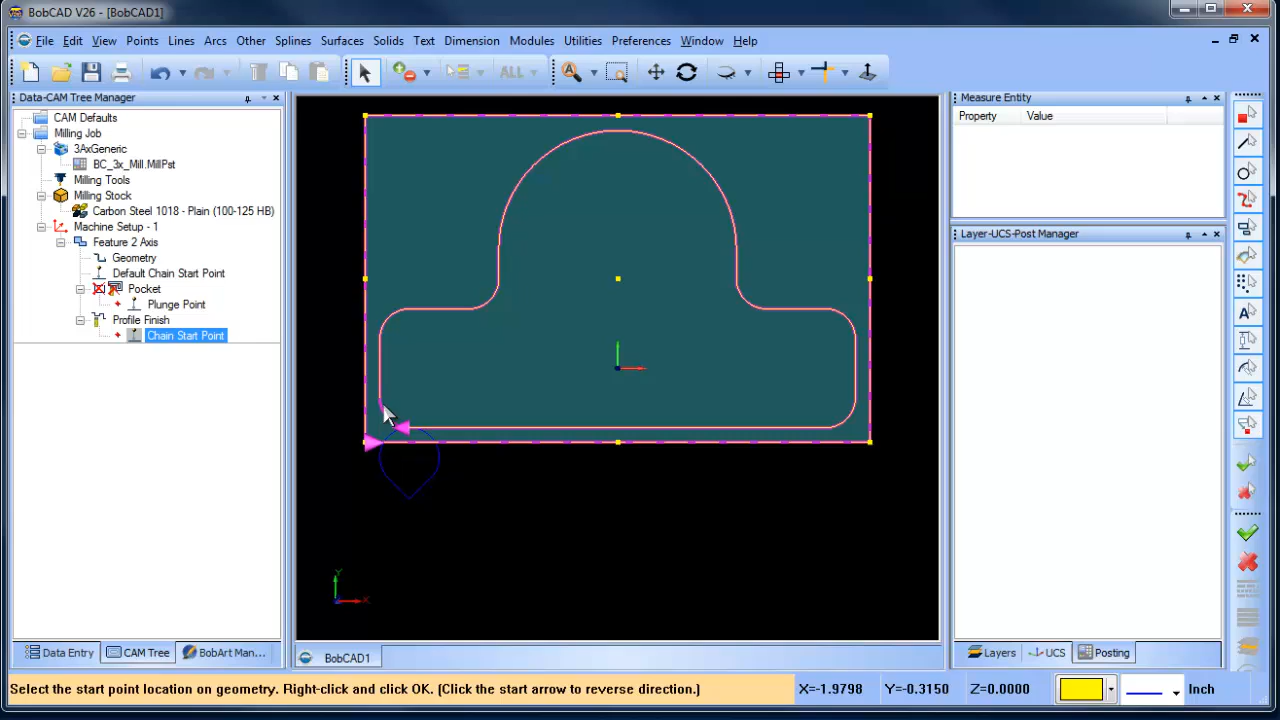 BobCAD V26 - [BobCAD1]
File Edit View Points Lines Arcs Other Splines Surfaces Solids Text Dimension Modules Utilities Preferences Window Help
ALL
Data-CAM Tree Manager
CAM Defaults
Milling Job
3AxGeneric
BC_3x_Mill.MillPst
Milling Tools
Milling Stock
Carbon Steel 1018 - Plain (100-125 HB)
Machine Setup - 1
Feature 2 Axis
Geometry
Default Chain Start Point
Pocket
Plunge Point
Profile Finish
Chain Start Point
Data Entry CAM Tree BobArt Man...
Y
X
BobCAD1
Measure Entity
Property Value
Layer-UCS-Post Manager
Layers UCS Posting
A
Select the start point location on geometry. Right-click and click OK. (Click the start arrow to reverse direction.)
X=-1.9798 Y=-0.3150 Z=0.0000 Inch